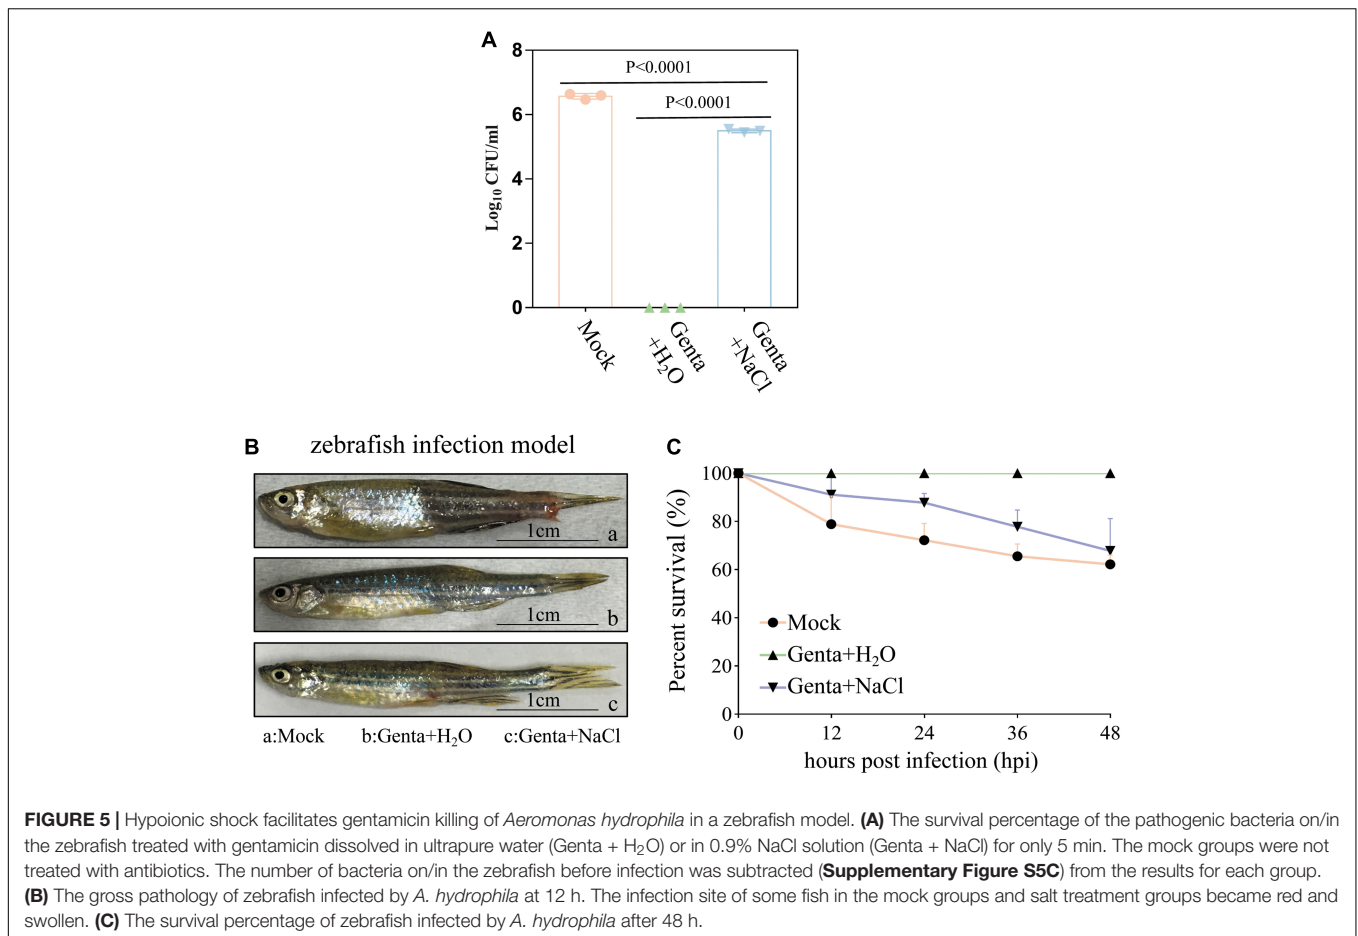 A
8
P<0.0001
P<0.0001
6
4
2
0
Log10 CFU/ml
Mock
Genta
+H2O
Genta
+NaCl
B zebrafish infection model
1cm a
1cm b
1cm c
a:Mock b:Genta+H2O c:Genta+NaCl
C
100
80
60
40
20
0
Percent survival (%)
Mock
Genta+H2O
Genta+NaCl
0 12 24 36 48
hours post infection (hpi)
FIGURE 5 | Hypoionic shock facilitates gentamicin killing of Aeromonas hydrophila in a zebrafish model. (A) The survival percentage of the pathogenic bacteria on/in
the zebrafish treated with gentamicin dissolved in ultrapure water (Genta + H2O) or in 0.9% NaCl solution (Genta + NaCl) for only 5 min. The mock groups were not
treated with antibiotics. The number of bacteria on/in the zebrafish before infection was subtracted (Supplementary Figure S5C) from the results for each group.
(B) The gross pathology of zebrafish infected by A. hydrophila at 12 h. The infection site of some fish in the mock groups and salt treatment groups became red and
swollen. (C) The survival percentage of zebrafish infected by A. hydrophila after 48 h.